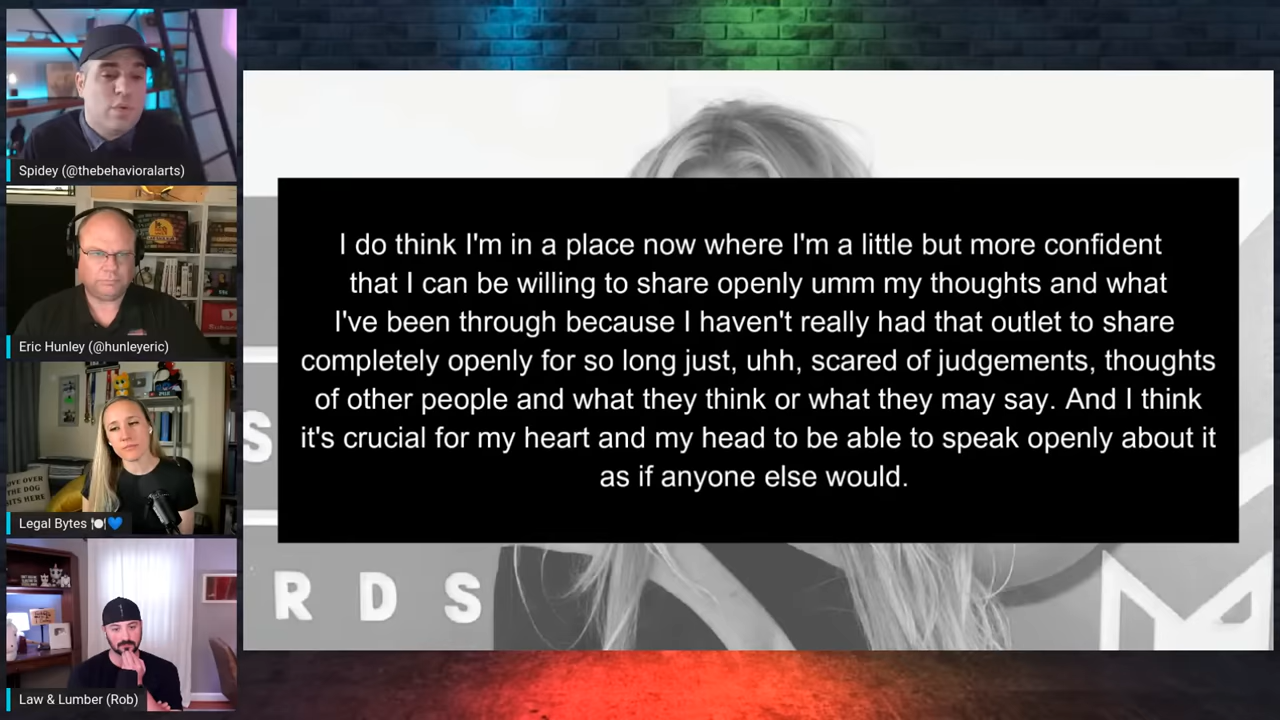 Spidey (@thebehavioralarts)
Eric Hunley (@hunleyeric)
Legal Bytes 🍽️💙
Law & Lumber (Rob)
I do think I'm in a place now where I'm a little but more confident
that I can be willing to share openly umm my thoughts and what
I've been through because I haven't really had that outlet to share
completely openly for so long just, uhh, scared of judgements, thoughts
of other people and what they think or what they may say. And I think
it's crucial for my heart and my head to be able to speak openly about it
as if anyone else would.
S
RDS